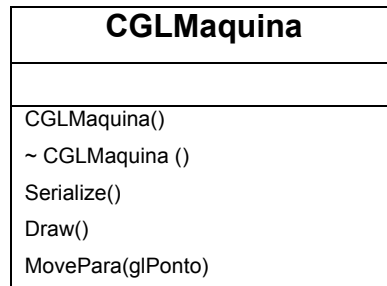 CGLMaquina
CGLMaquina()
~ CGLMaquina ()
Serialize()
Draw()
MovePara(glPonto)